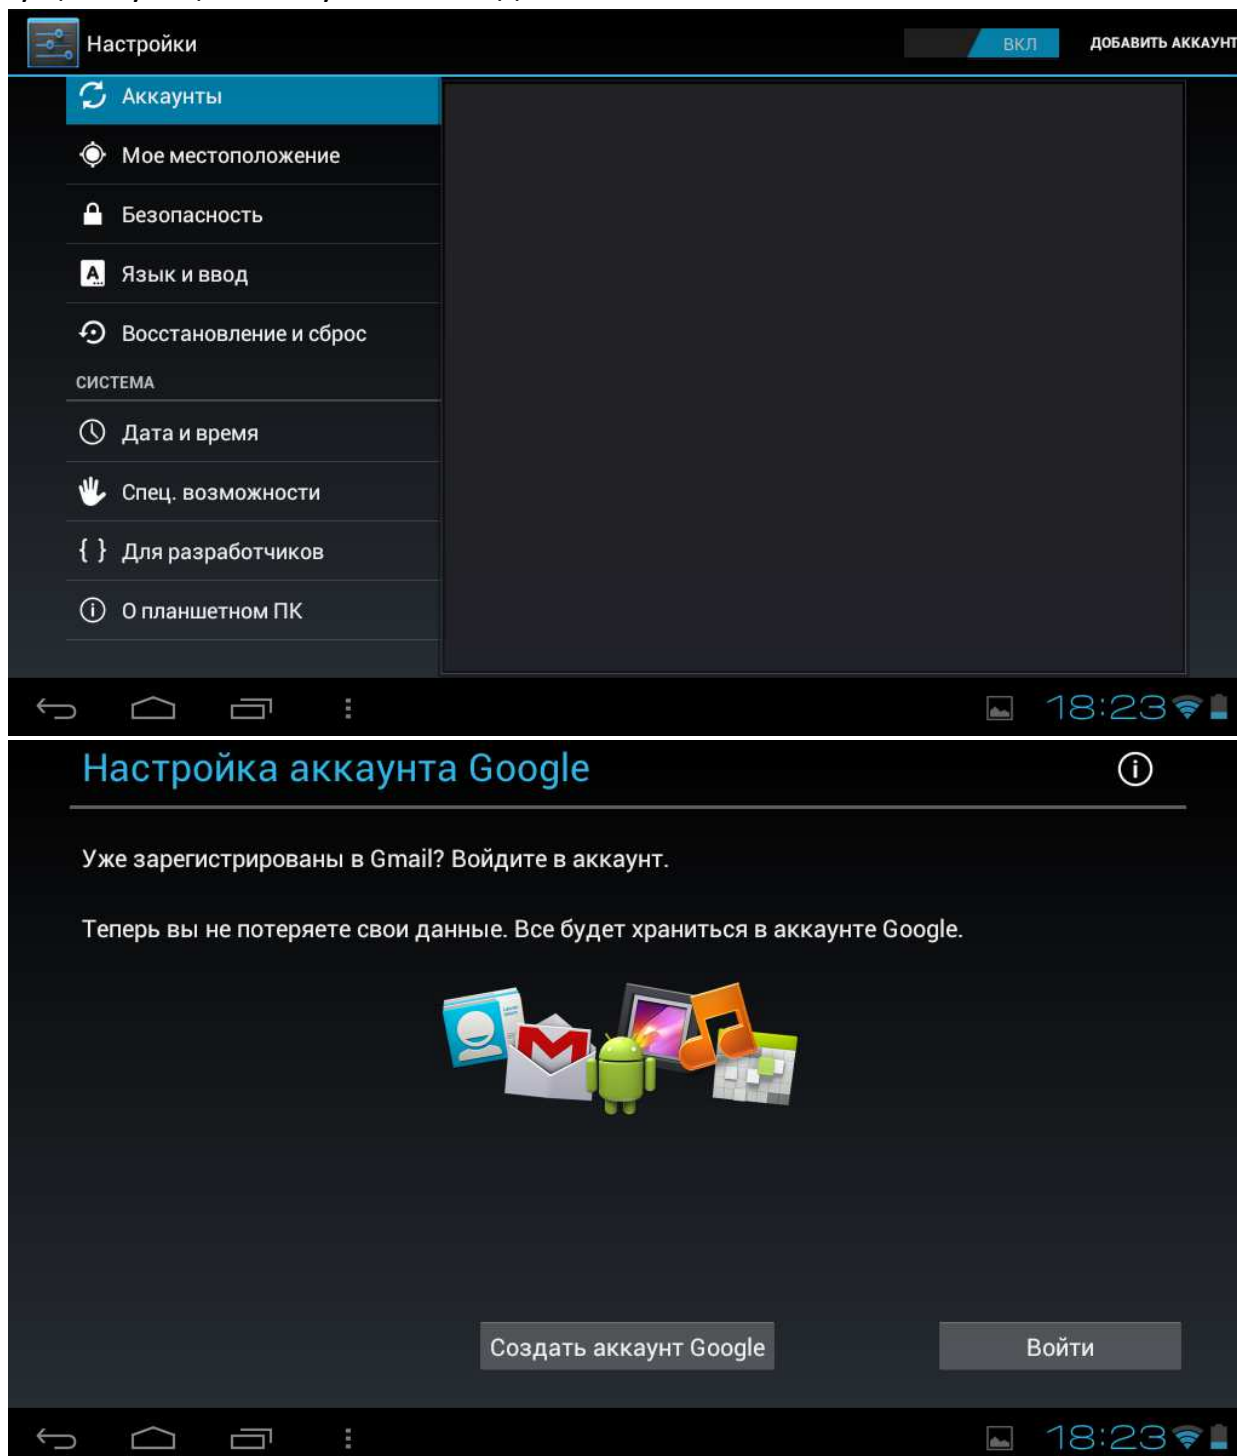 Настройки
ВКЛ
ДОБАВИТЬ АККАУНТ
Аккаунты
Мое местоположение
Безопасность
Язык и ввод
Восстановление и сброс
СИСТЕМА
Дата и время
Спец. возможности
Для разработчиков
О планшетном ПК
18:23
Настройка аккаунта Google
Уже зарегистрированы в Gmail? Войдите в аккаунт.
Теперь вы не потеряете свои данные. Все будет храниться в аккаунте Google.
Создать аккаунт Google
Войти
18:23